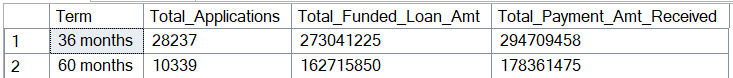 Term Total_Applications Total_Funded_Loan_Amt Total_Payment_Amt_Received
1 36 months 28237 273041225 294709458
2 60 months 10339 162715850 178361475